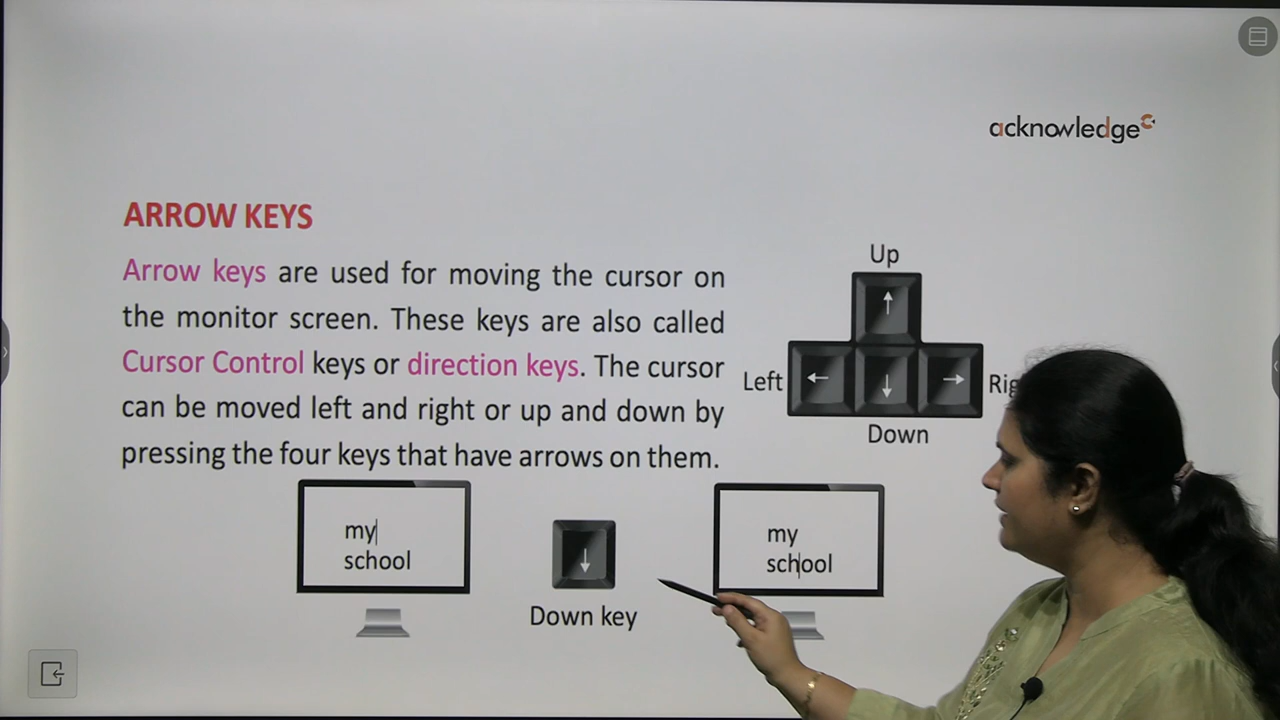 acknowledge
ARROW KEYS
Arrow keys are used for moving the cursor on
the monitor screen. These keys are also called
Cursor Control keys or direction keys. The cursor
can be moved left and right or up and down by
pressing the four keys that have arrows on them.
Up
Left
Down
my
school
Down key
my
school